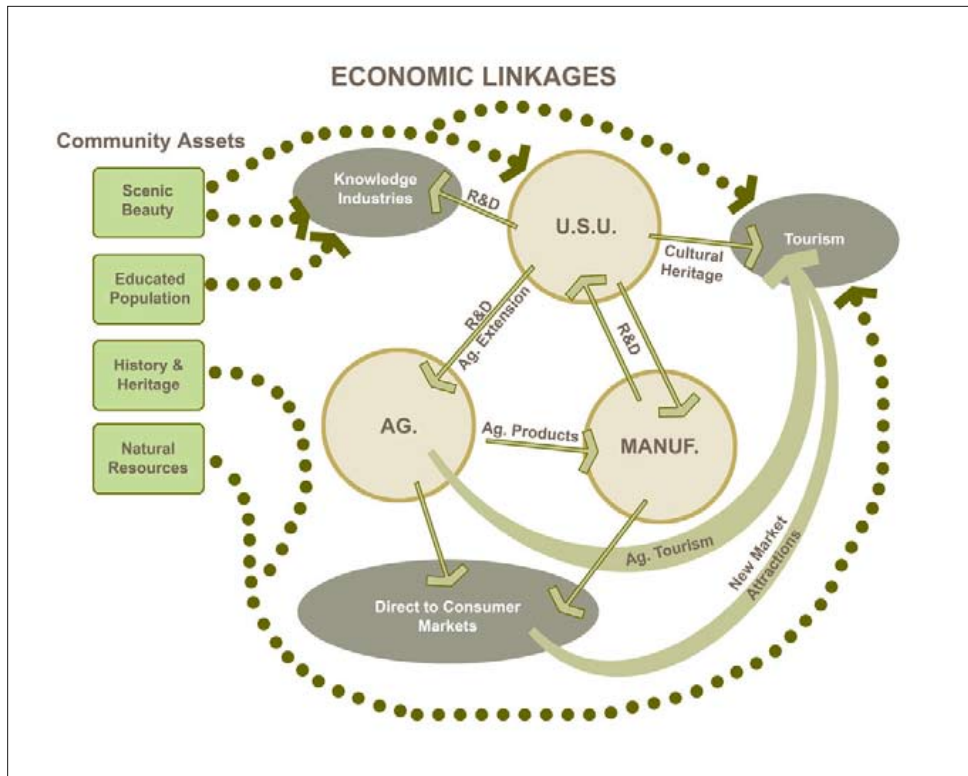 ECONOMIC LINKAGES
Community Assets
Scenic
Beauty
Educated
Population
History &
Heritage
Natural
Resources
Knowledge
Industries
R&D
U.S.U.
Cultural
Heritage
Tourism
R&D
Ag. Extension
R&D
AG.
Ag. Products
MANUF.
Ag. Tourism
New Market
Attractions
Direct to Consumer
Markets